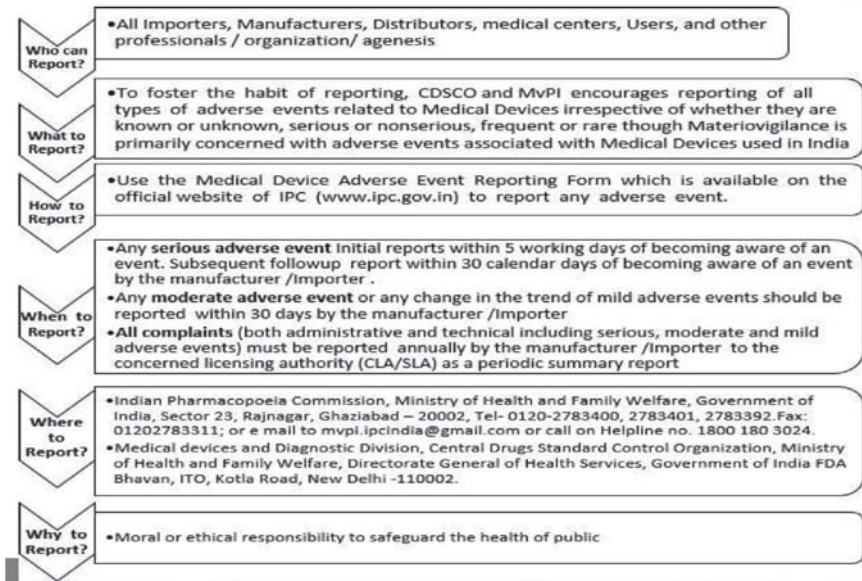 Who can
Report?
•All Importers, Manufacturers, Distributors, medical centers, Users, and other
professionals / organization/ agenesis
What to
Report?
•To foster the habit of reporting, CDSCO and MvPI encourages reporting of all
types of adverse events related to Medical Devices irrespective of whether they are
known or unknown, serious or nonserious, frequent or rare though Materiovigilance is
primarily concerned with adverse events associated with Medical Devices used in India
How to
Report?
•Use the Medical Device Adverse Event Reporting Form which is available on the
official website of IPC (www.ipc.gov.in) to report any adverse event.
When to
Report?
•Any serious adverse event Initial reports within 5 working days of becoming aware of an
event. Subsequent followup report within 30 calendar days of becoming aware of an event
by the manufacturer /Importer .
•Any moderate adverse event or any change in the trend of mild adverse events should be
reported within 30 days by the manufacturer /Importer
•All complaints (both administrative and technical including serious, moderate and mild
adverse events) must be reported annually by the manufacturer /Importer to the
concerned licensing authority (CLA/SLA) as a periodic summary report
Where
to
Report?
•Indian Pharmacopoeia Commission, Ministry of Health and Family Welfare, Government of
India, Sector 23, Rajnagar, Ghaziabad – 20002, Tel- 0120-2783400, 2783401, 2783392.Fax:
01202783311; or e mail to mvpi.ipcindia@gmail.com or call on Helpline no. 1800 180 3024.
•Medical devices and Diagnostic Division, Central Drugs Standard Control Organization, Ministry
of Health and Family Welfare, Directorate General of Health Services, Government of India FDA
Bhavan, ITO, Kotla Road, New Delhi -110002.
Why to
Report?
•Moral or ethical responsibility to safeguard the health of public